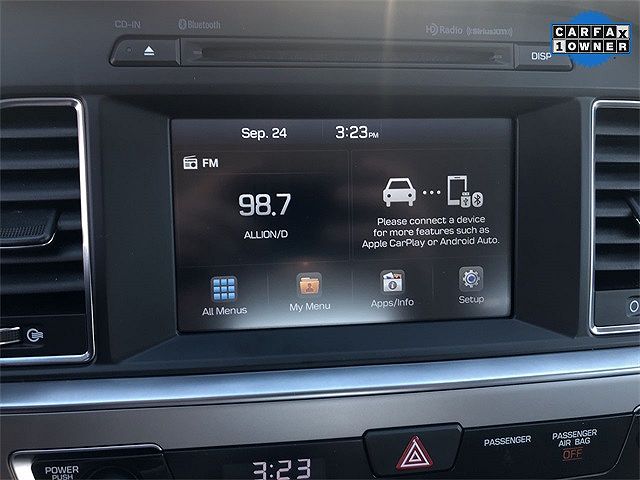 CD-IN
Bluetooth
HD Radio
((SiriusXM))
DISP
CARFAX
1 OWNER
Sep. 24
3:23PM
FM
98.7
ALLION/D
Please connect a device
for more features such as
Apple CarPlay or Android Auto.
All Menus
My Menu
Apps/Info
Setup
POWER
PUSH
3:23
PASSENGER
PASSENGER
AIR BAG
OFF